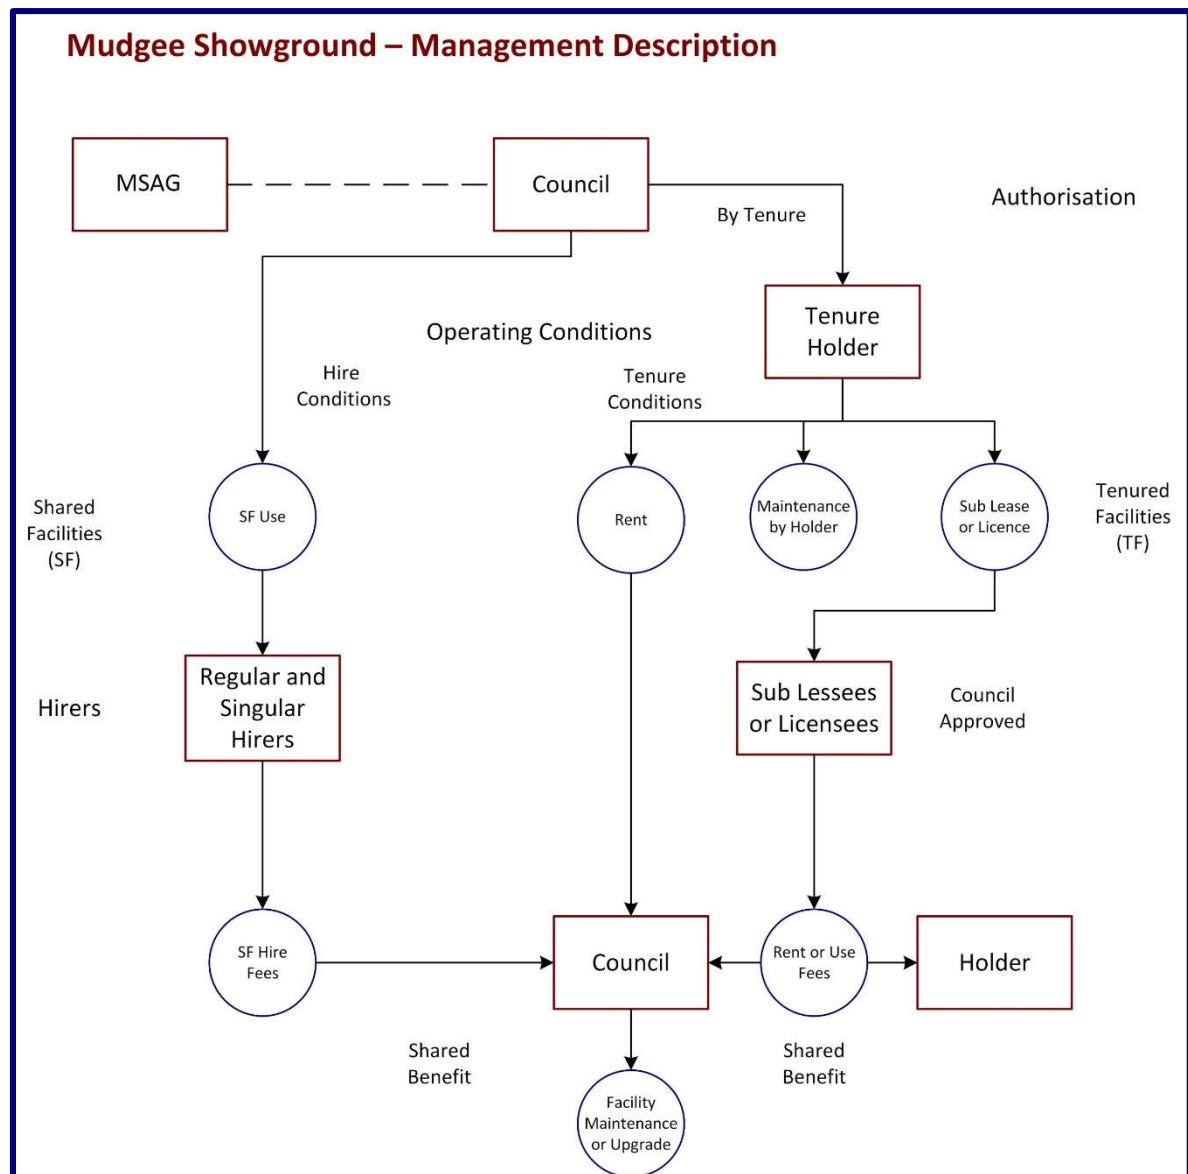 Mudgee Showground – Management Description
MSAG
Council
By Tenure
Authorisation
Tenure
Holder
Operating Conditions
Hire
Conditions
Tenure
Conditions
Shared
Facilities
(SF)
SF Use
Rent
Maintenance
by Holder
Sub Lease
or Licence
Tenured
Facilities
(TF)
Hirers
Regular and
Singular
Hirers
Sub Lessees
or Licensees
Council
Approved
SF Hire
Fees
Council
Rent or Use
Fees
Holder
Shared
Benefit
Shared
Benefit
Facility
Maintenance
or Upgrade